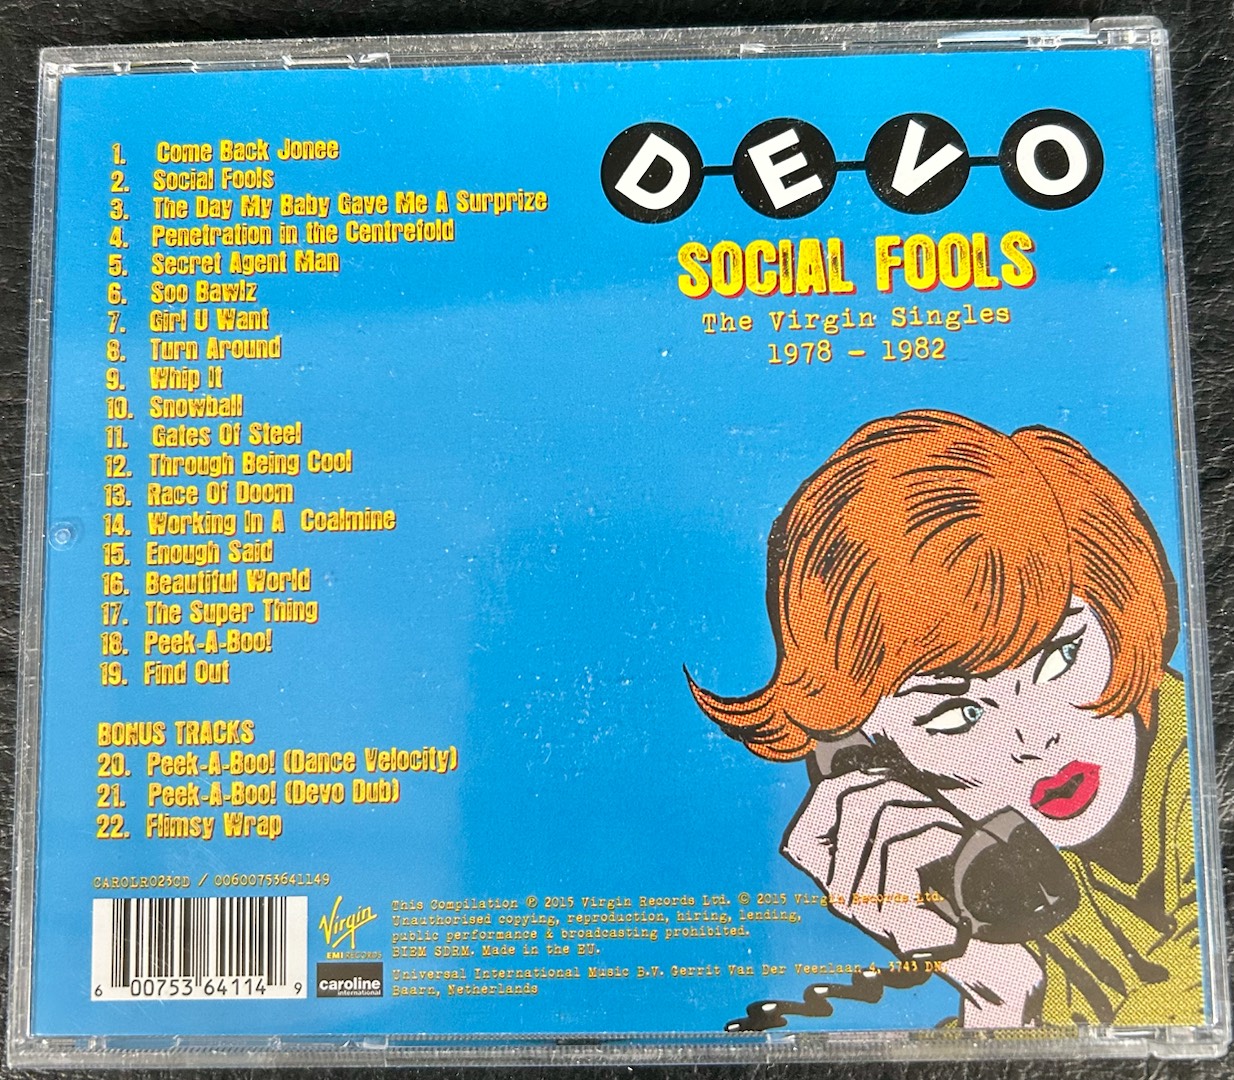 DEVO
SOCIAL FOOLS
The Virgin Singles
1978 - 1982
1. Come Back Jonee
2. Social Fools
3. The Day My Baby Gave Me A Surprize
4. Penetration in the Centrefold
5. Secret Agent Man
6. Soo Bawlz
7. Girl U Want
8. Turn Around
9. Whip It
10. Snowball
11. Gates Of Steel
12. Through Being Cool
13. Race Of Doom
14. Working In A Coalmine
15. Enough Said
16. Beautiful World
17. The Super Thing
18. Peek-A-Boo!
19. Find Out
BONUS TRACKS
20. Peek-A-Boo! (Dance Velocity)
21. Peek-A-Boo! (Devo Dub)
22. Flimsy Wrap
CAROLR023CD / 00600753641149
6 00753 64114 9
Virgin
EMI RECORDS
caroline
international
This Compilation ℗ 2015 Virgin Records Ltd. © 2015 Virgin Records Ltd.
Unauthorised copying, reproduction, hiring, lending,
public performance & broadcasting prohibited.
BIEM SDRM. Made in the EU.
Universal International Music B.V. Gerrit Van Der Veenlaan 4, 3743 DN
Baarn, Netherlands